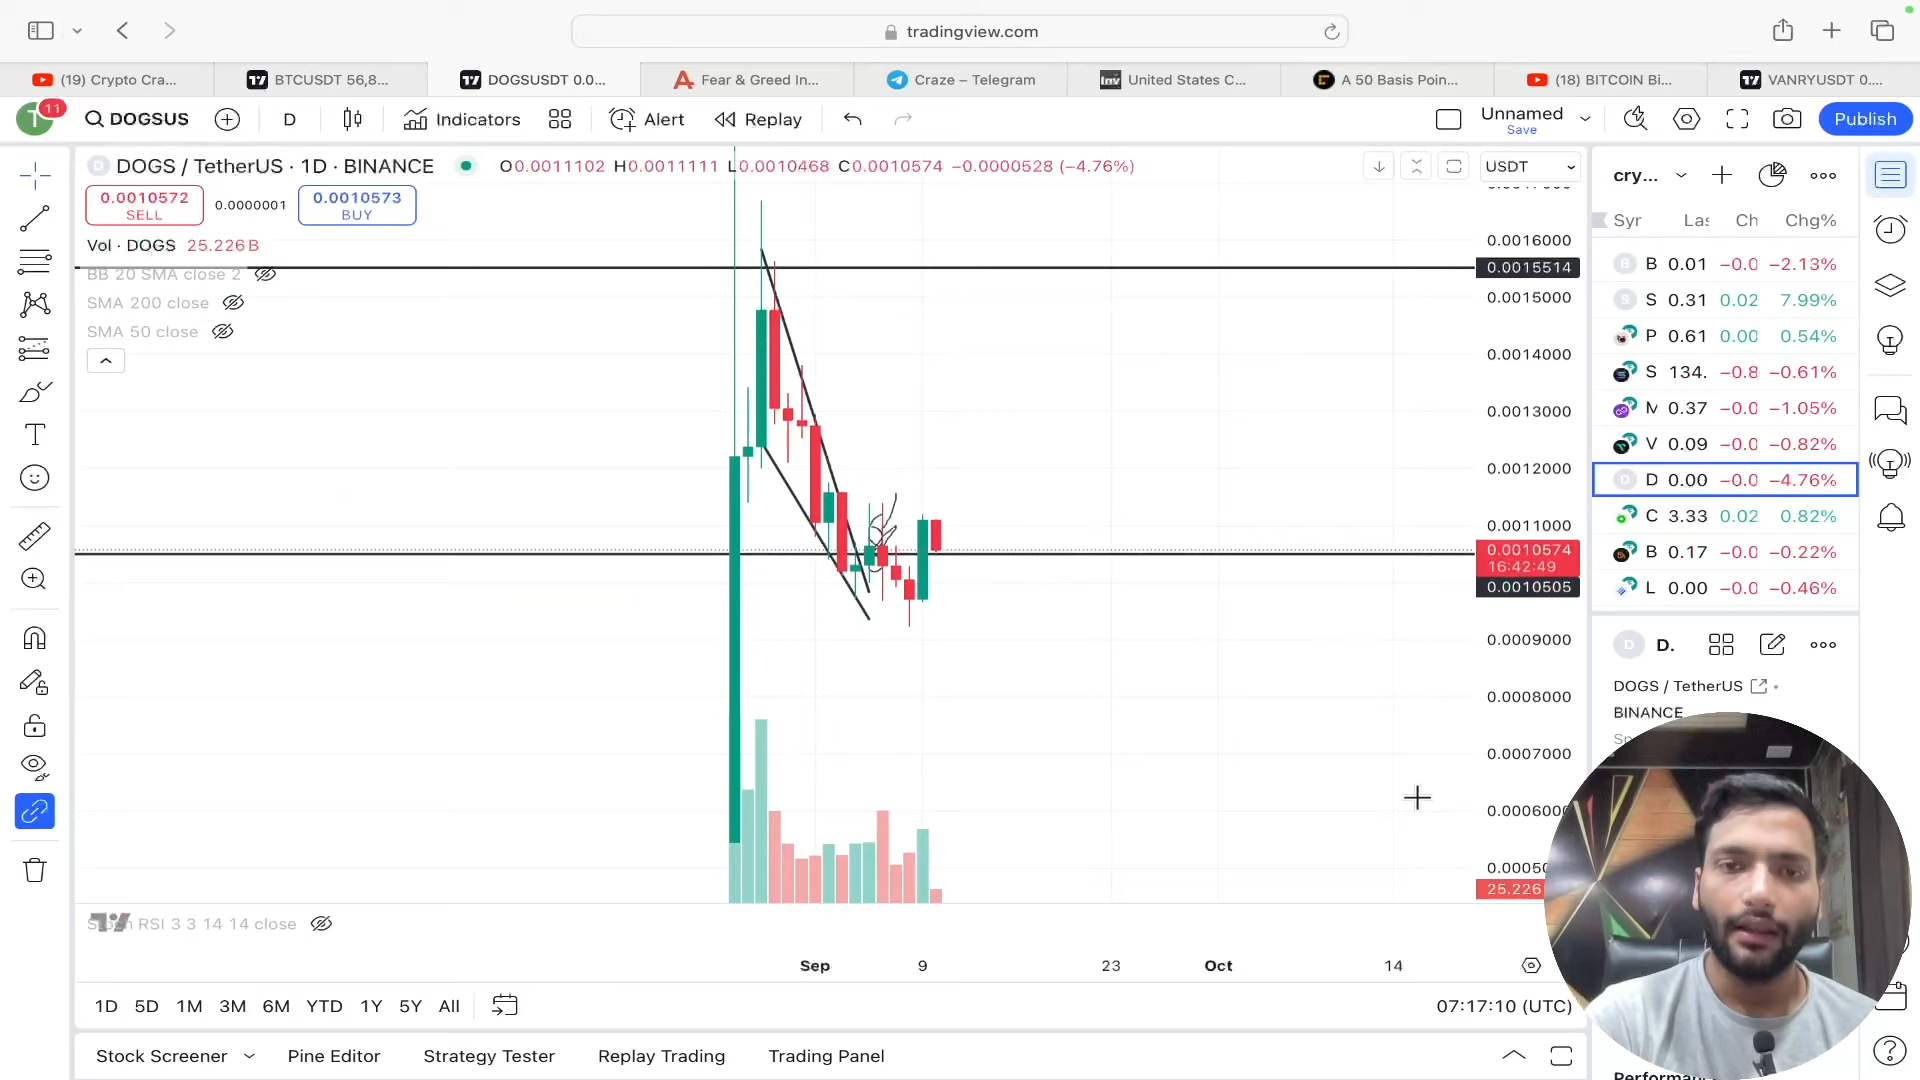 tradingview.com
(19) Crypto Cra...
BTCUSDT 56,8...
DOGSUSDT 0.0...
Fear & Greed In...
Craze – Telegram
United States C...
A 50 Basis Poin...
(18) BITCOIN Bi...
VANRYUSDT 0....
T 11 DOGSUS D Indicators Alert Replay Unnamed Save Publish
DOGS / TetherUS · 1D · BINANCE O0.0011102 H0.0011111 L0.0010468 C0.0010574 −0.0000528 (−4.76%) USDT
0.0010572 SELL 0.0000001 0.0010573 BUY
Vol · DOGS 25.226B
BB 20 SMA close 2
SMA 200 close
SMA 50 close
0.0016000
0.0015514
0.0015000
0.0014000
0.0013000
0.0012000
0.0011000
0.0010574
16:42:49
0.0010505
0.0009000
0.0008000
0.0007000
0.0006000
0.0005
25.226
RSI 3 3 14 14 close
Sep 9 23 Oct 14
1D 5D 1M 3M 6M YTD 1Y 5Y All 07:17:10 (UTC)
Stock Screener Pine Editor Strategy Tester Replay Trading Trading Panel
cry...
Syr Las Ch Chg%
B 0.01 −0.0 −2.13%
S 0.31 0.02 7.99%
P 0.61 0.00 0.54%
S 134. −0.8 −0.61%
M 0.37 −0.0 −1.05%
V 0.09 −0.0 −0.82%
D 0.00 −0.0 −4.76%
C 3.33 0.02 0.82%
B 0.17 −0.0 −0.22%
L 0.00 −0.0 −0.46%
D D.
DOGS / TetherUS
BINANCE